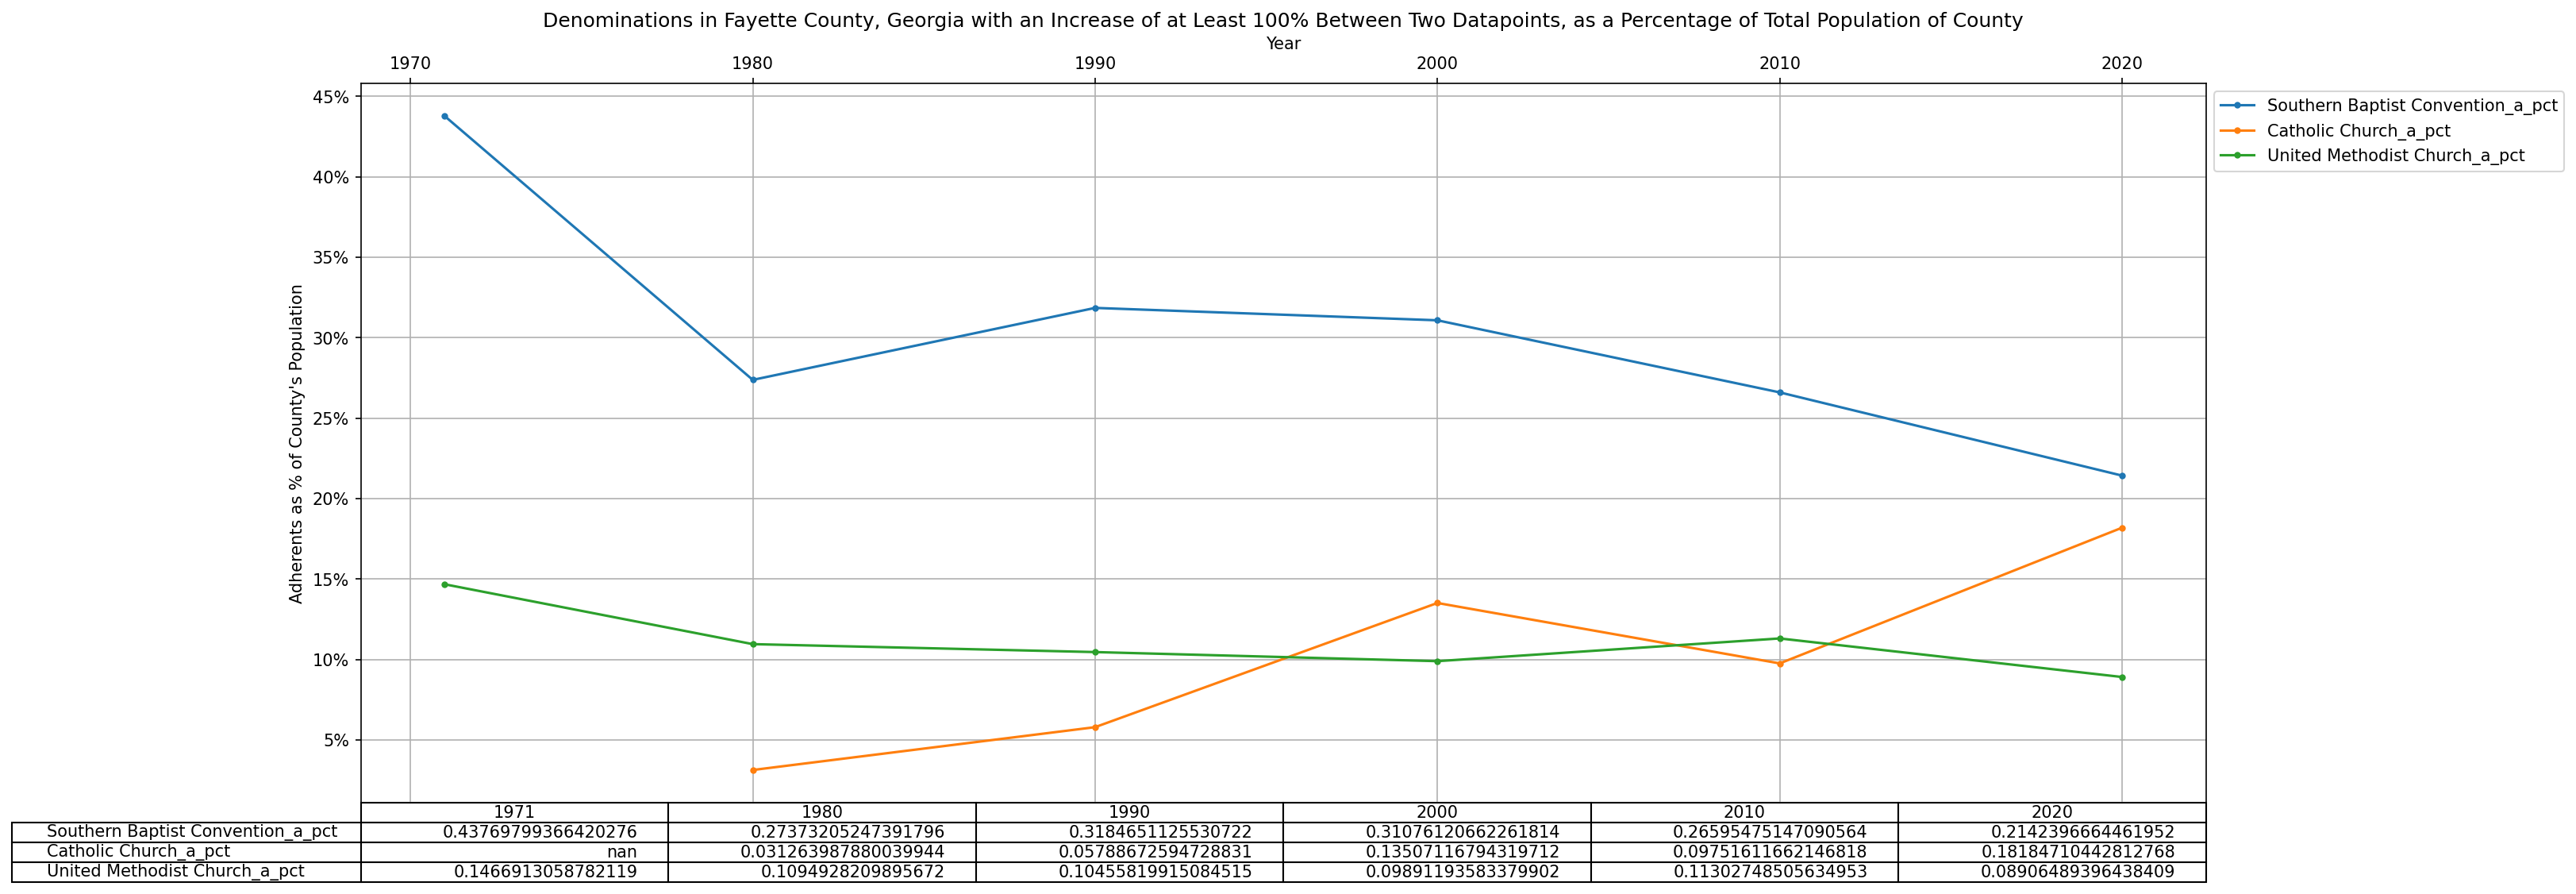 Denominations in Fayette County, Georgia with an Increase of at Least 100% Between Two Datapoints, as a Percentage of Total Population of County
Year
1970 1980 1990 2000 2010 2020
45%
40%
35%
30%
25%
20%
15%
10%
5%
Adherents as % of County's Population
Southern Baptist Convention_a_pct
Catholic Church_a_pct
United Methodist Church_a_pct
1971 1980 1990 2000 2010 2020
Southern Baptist Convention_a_pct 0.43769799366420276 0.27373205247391796 0.3184651125530722 0.31076120662261814 0.26595475147090564 0.2142396664461952
Catholic Church_a_pct nan 0.031263987880039944 0.05788672594728831 0.13507116794319712 0.09751611662146818 0.18184710442812768
United Methodist Church_a_pct 0.1466913058782119 0.1094928209895672 0.10455819915084515 0.09891193583379902 0.11302748505634953 0.08906489396438409